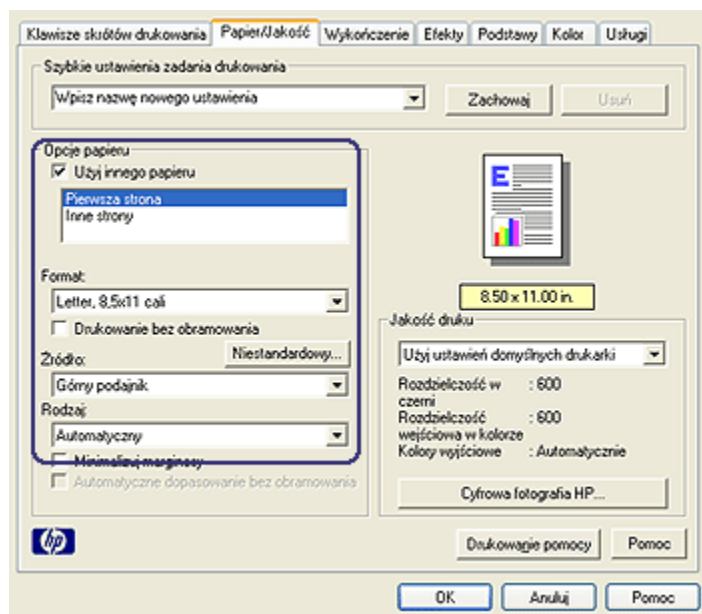 Klawisze skrótów drukowania Papier/Jakość Wykończenie Efekty Podstawy Kolor Usługi
Szybkie ustawienia zadania drukowania
Wpisz nazwę nowego ustawienia Zachowaj Usuń
Opcje papieru
Użyj innego papieru
Pierwsza strona
Inne strony
Format:
Letter, 8,5x11 cali
Drukowanie bez obramowania
Źródło: Niestandardowy...
Górny podajnik
Rodzaj:
Automatyczny
Minimalizuj marginesy
Automatyczne dopasowanie bez obramowania
E
8.50 x 11.00 in.
Jakość druku
Użyj ustawień domyślnych drukarki
Rozdzielczość w : 600
czerni
Rozdzielczość : 600
wejściowa w kolorze
Kolory wyjściowe : Automatycznie
Cyfrowa fotografia HP...
hp
Drukowanie pomocy Pomoc
OK Anuluj Pomoc